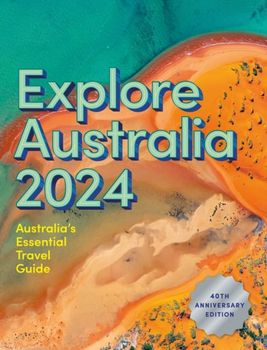 Explore
Australia
2024
Australia's
Essential
Travel
Guide
40TH
ANNIVERSARY
EDITION